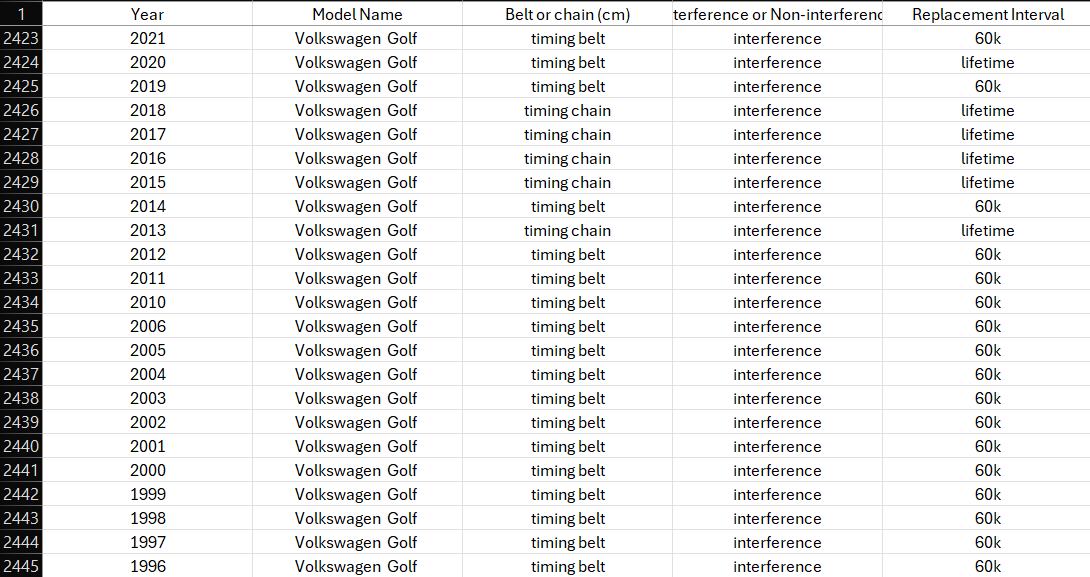 1 Year Model Name Belt or chain (cm) terference or Non-interferenc Replacement Interval
2423 2021 Volkswagen Golf timing belt interference 60k
2424 2020 Volkswagen Golf timing belt interference lifetime
2425 2019 Volkswagen Golf timing belt interference 60k
2426 2018 Volkswagen Golf timing chain interference lifetime
2427 2017 Volkswagen Golf timing chain interference lifetime
2428 2016 Volkswagen Golf timing chain interference lifetime
2429 2015 Volkswagen Golf timing chain interference lifetime
2430 2014 Volkswagen Golf timing belt interference 60k
2431 2013 Volkswagen Golf timing chain interference lifetime
2432 2012 Volkswagen Golf timing belt interference 60k
2433 2011 Volkswagen Golf timing belt interference 60k
2434 2010 Volkswagen Golf timing belt interference 60k
2435 2006 Volkswagen Golf timing belt interference 60k
2436 2005 Volkswagen Golf timing belt interference 60k
2437 2004 Volkswagen Golf timing belt interference 60k
2438 2003 Volkswagen Golf timing belt interference 60k
2439 2002 Volkswagen Golf timing belt interference 60k
2440 2001 Volkswagen Golf timing belt interference 60k
2441 2000 Volkswagen Golf timing belt interference 60k
2442 1999 Volkswagen Golf timing belt interference 60k
2443 1998 Volkswagen Golf timing belt interference 60k
2444 1997 Volkswagen Golf timing belt interference 60k
2445 1996 Volkswagen Golf timing belt interference 60k